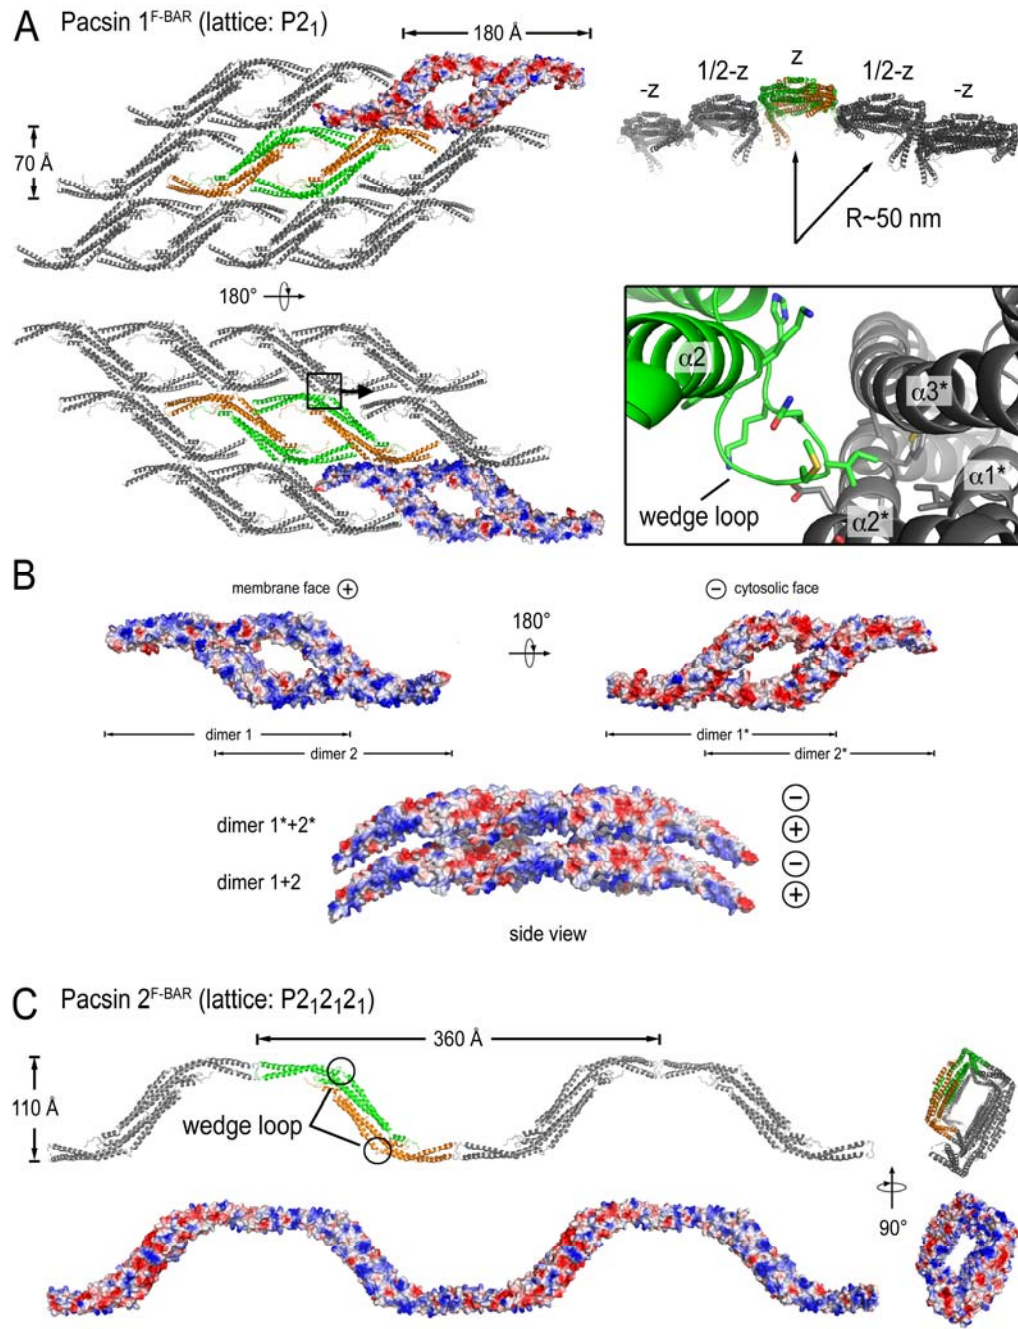 A Pacsin 1F-BAR (lattice: P21)
180 Å
70 Å
180°
-z 1/2-z z 1/2-z -z
R~50 nm
α2
α3*
α1*
α2*
wedge loop
B
membrane face +
180°
− cytosolic face
dimer 1
dimer 2
dimer 1*
dimer 2*
dimer 1*+2*
dimer 1+2
−
+
−
+
side view
C Pacsin 2F-BAR (lattice: P212121)
360 Å
110 Å
wedge loop
90°